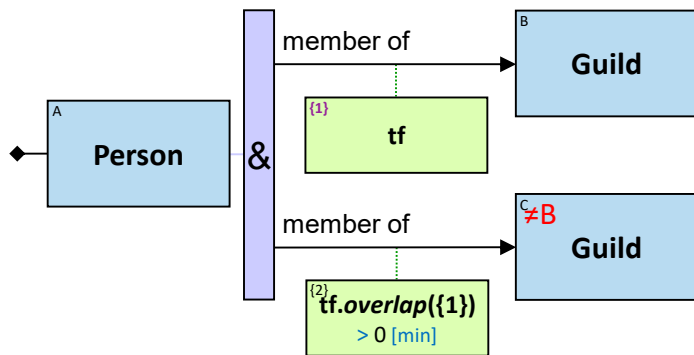 member of
B
Guild
A
Person
&
{1}
tf
member of
C
≠B
Guild
{2}
tf.overlap({1})
> 0 [min]